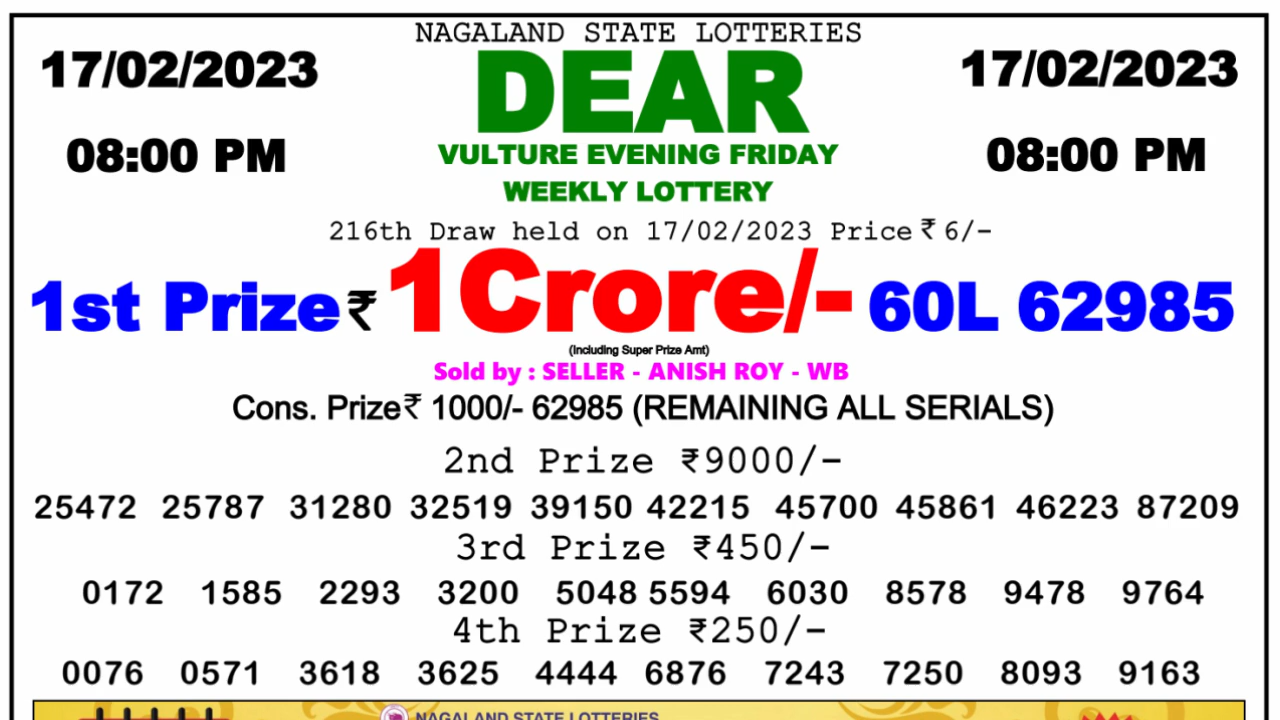 NAGALAND STATE LOTTERIES
17/02/2023 DEAR 17/02/2023
08:00 PM VULTURE EVENING FRIDAY 08:00 PM
WEEKLY LOTTERY
216th Draw held on 17/02/2023 Price ₹ 6/-
1st Prize ₹ 1Crore/- 60L 62985
(Including Super Prize Amt)
Sold by : SELLER - ANISH ROY - WB
Cons. Prize ₹ 1000/- 62985 (REMAINING ALL SERIALS)
2nd Prize ₹9000/-
25472 25787 31280 32519 39150 42215 45700 45861 46223 87209
3rd Prize ₹450/-
0172 1585 2293 3200 5048 5594 6030 8578 9478 9764
4th Prize ₹250/-
0076 0571 3618 3625 4444 6876 7243 7250 8093 9163
NAGALAND STATE LOTTERIES